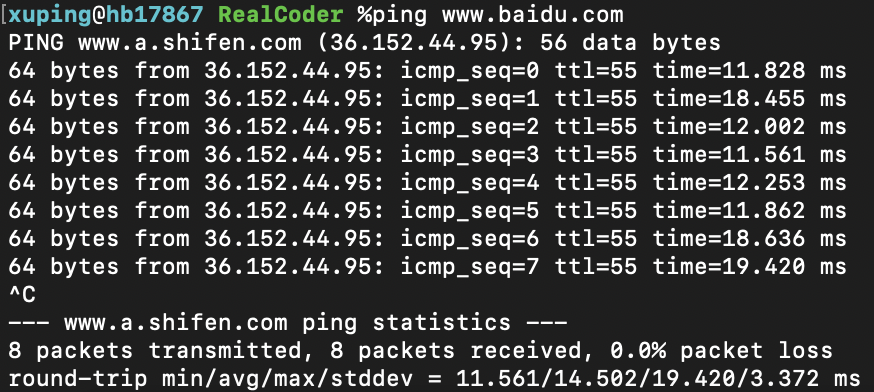 [xuping@hb17867 RealCoder %ping www.baidu.com
PING www.a.shifen.com (36.152.44.95): 56 data bytes
64 bytes from 36.152.44.95: icmp_seq=0 ttl=55 time=11.828 ms
64 bytes from 36.152.44.95: icmp_seq=1 ttl=55 time=18.455 ms
64 bytes from 36.152.44.95: icmp_seq=2 ttl=55 time=12.002 ms
64 bytes from 36.152.44.95: icmp_seq=3 ttl=55 time=11.561 ms
64 bytes from 36.152.44.95: icmp_seq=4 ttl=55 time=12.253 ms
64 bytes from 36.152.44.95: icmp_seq=5 ttl=55 time=11.862 ms
64 bytes from 36.152.44.95: icmp_seq=6 ttl=55 time=18.636 ms
64 bytes from 36.152.44.95: icmp_seq=7 ttl=55 time=19.420 ms
^C
--- www.a.shifen.com ping statistics ---
8 packets transmitted, 8 packets received, 0.0% packet loss
round-trip min/avg/max/stddev = 11.561/14.502/19.420/3.372 ms